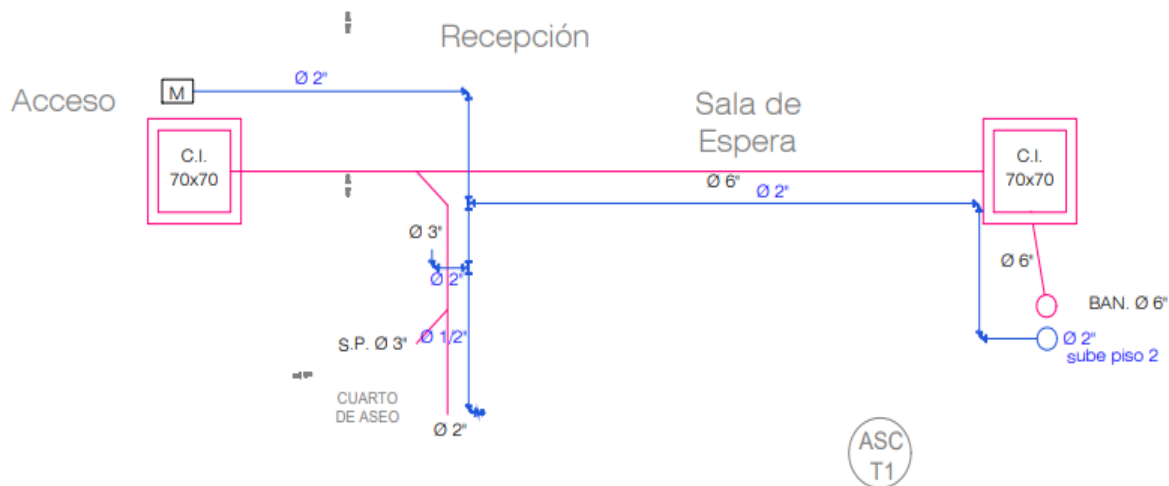 Recepción
Ø 2"
M
Acceso
Sala de
Espera
C.I.
70x70
C.I.
70x70
Ø 6"
Ø 2"
Ø 3"
Ø 6"
Ø 2"
BAN. Ø 6"
S.P. Ø 3"
Ø 1/2"
Ø 2"
sube piso 2
CUARTO
DE ASEO
Ø 2"
ASC
T1